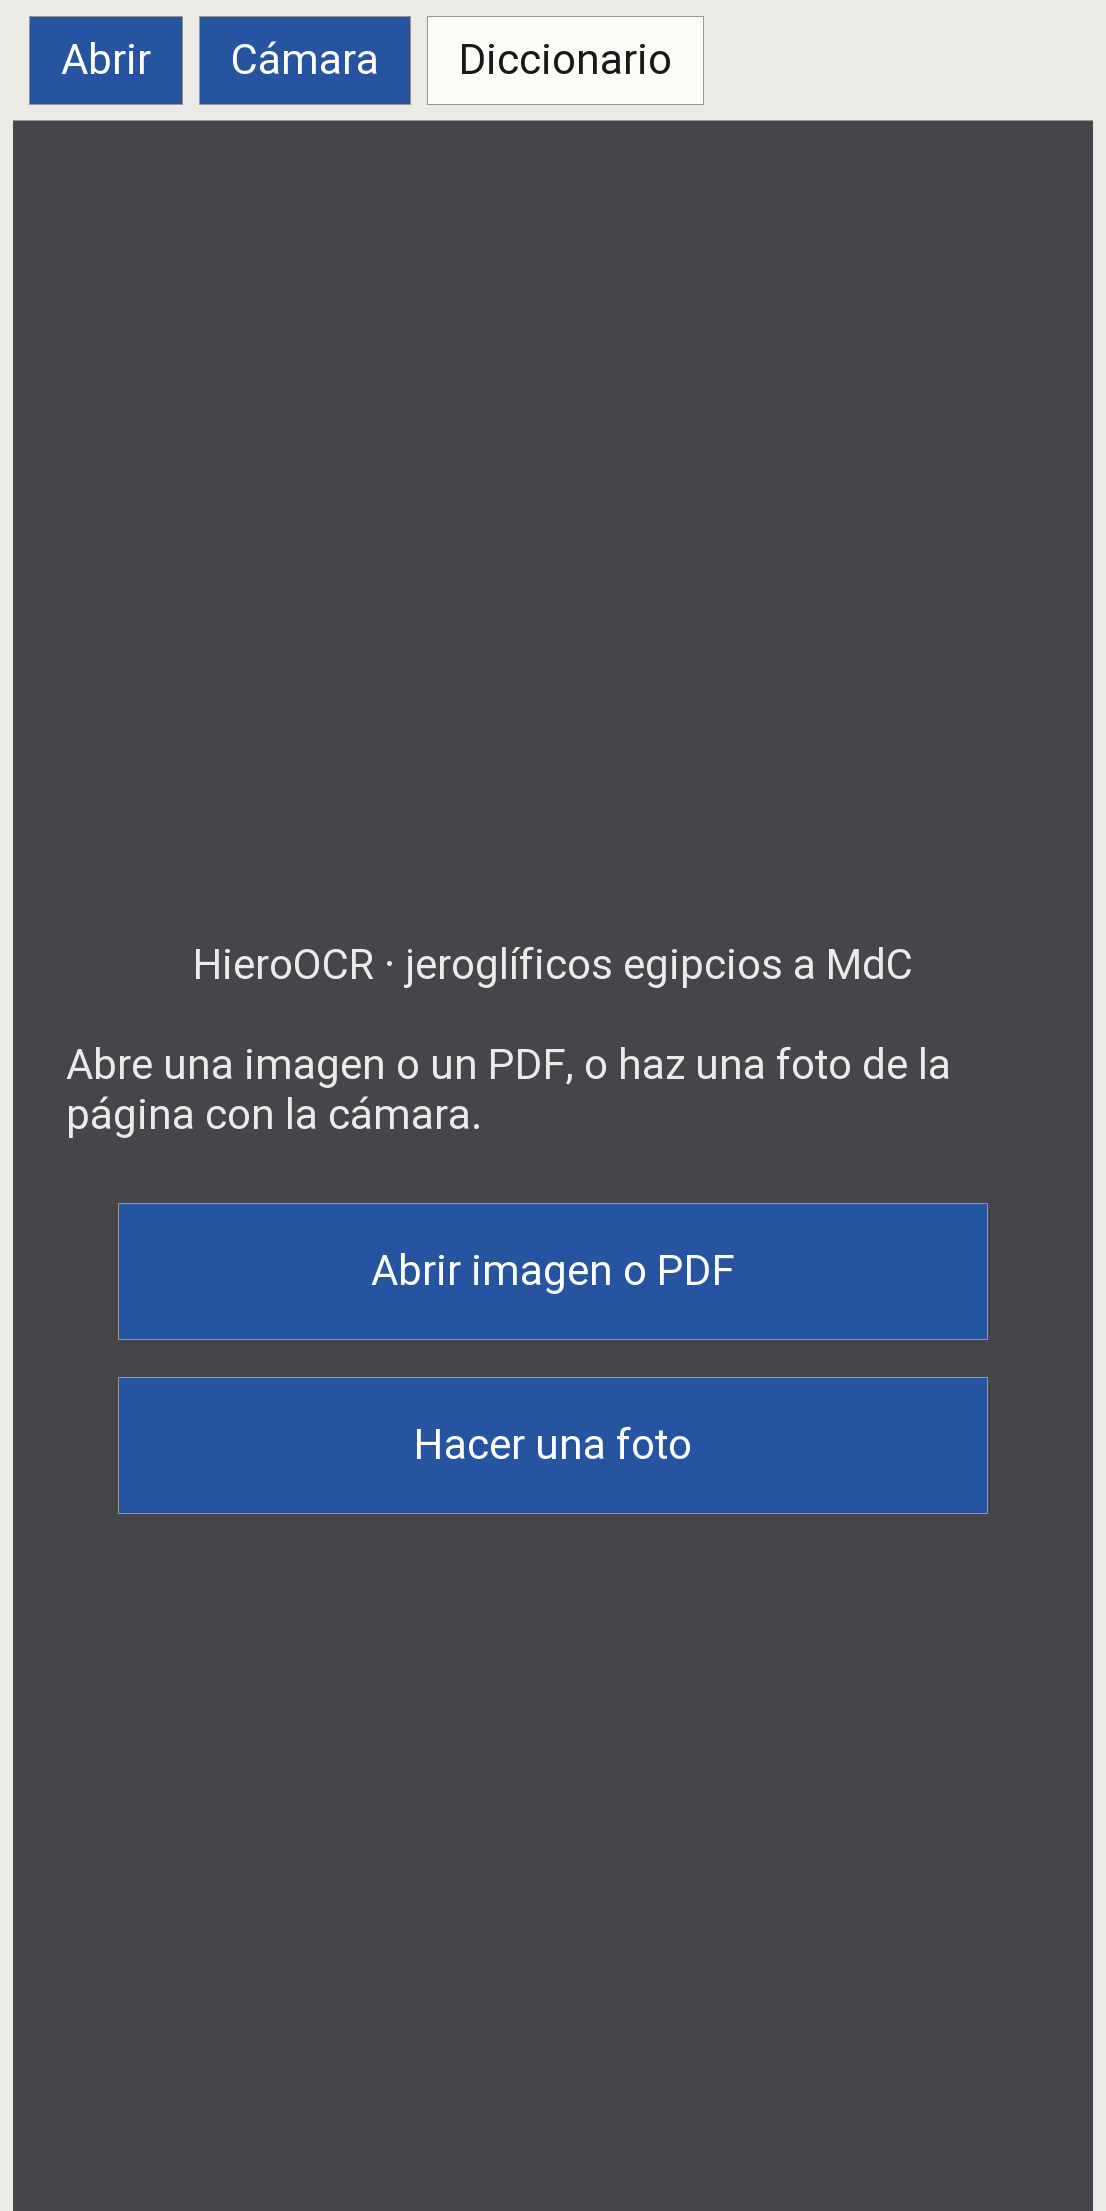 Abrir
Cámara
Diccionario
HieroOCR · jeroglíficos egipcios a MdC
Abre una imagen o un PDF, o haz una foto de la
página con la cámara.
Abrir imagen o PDF
Hacer una foto